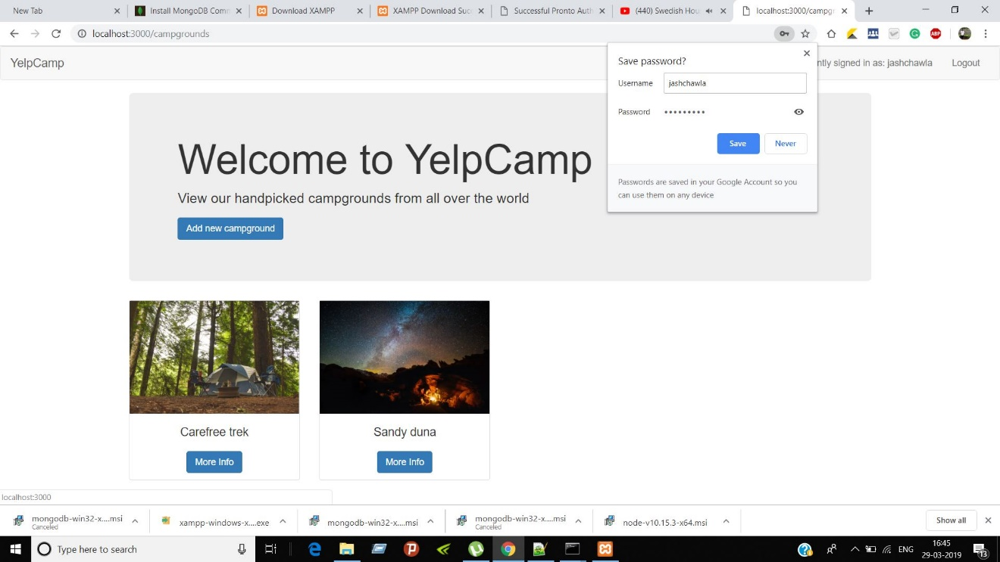 New Tab
Install MongoDB Comm
Download XAMPP
XAMPP Download Suc
Successful Pronto Auth
(440) Swedish Hou
localhost:3000/campgr
localhost:3000/campgrounds
ABP
YelpCamp
ntly signed in as: jashchawla
Logout
Save password?
Username
jashchawla
Password
Save
Never
Passwords are saved in your Google Account so you
can use them on any device
Welcome to YelpCamp
View our handpicked campgrounds from all over the world
Add new campground
Carefree trek
Sandy duna
More Info
More Info
localhost:3000
mongodb-win32-x....msi
Canceled
xampp-windows-x....exe
mongodb-win32-x....msi
mongodb-win32-x....msi
Canceled
node-v10.15.3-x64.msi
Show all
Type here to search
ENG
16:45
29-03-2019
13